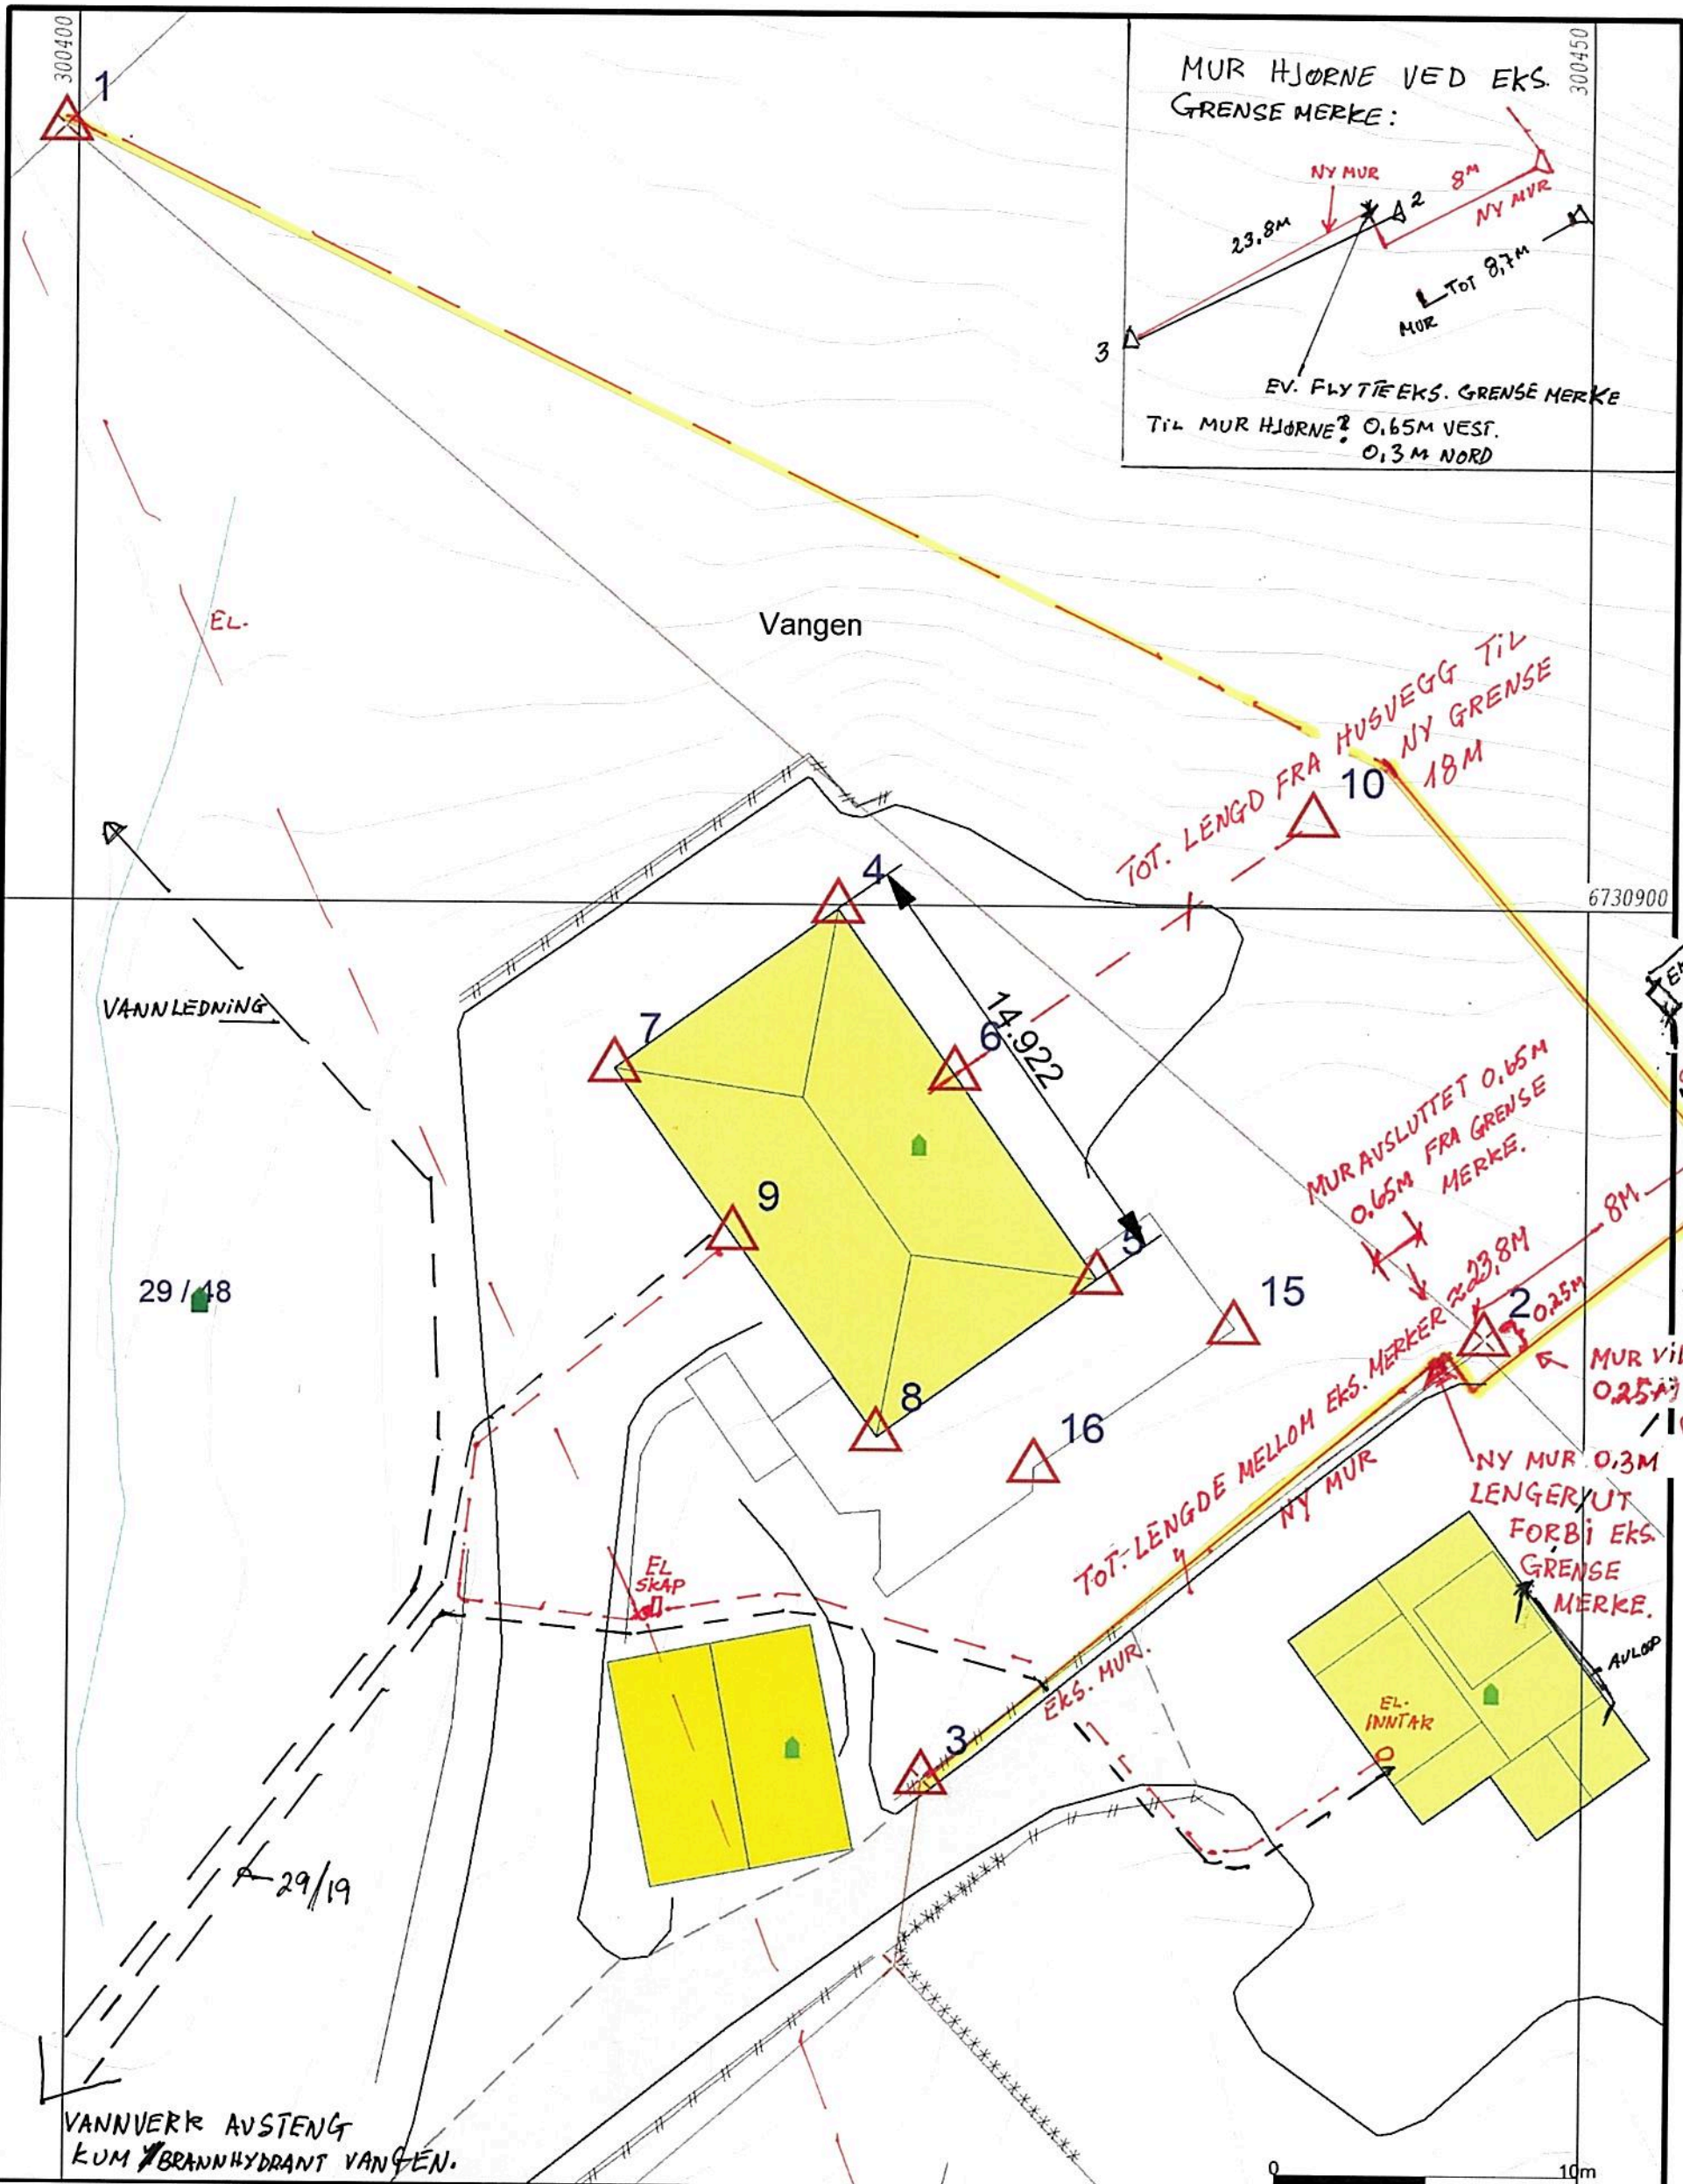 300400
1
MUR HJØRNE VED EKS.
GRENSE MERKE:
300450
NY MUR
8M
2
NY MUR
23,8M
TOT 8,7M
MUR
3
EV. FLYTTE EKS. GRENSE MERKE
TIL MUR HJØRNE? 0,65M VEST.
0,3M NORD
EL.
Vangen
TOT. LENGD FRA HUSVEGG TIL
NY GRENSE
18M
10
4
6730900
VANNLEDNING
7
6
14.922
MUR AVSLUTTET 0,65M
0,65M FRA GRENSE
MERKE.
9
8M
5
29 / 48
15
2
0,25M
TOT. LENGDE MELLOM EKS. MERKER ≈23,8M
MUR VIL
0,25M
8
16
NY MUR
NY MUR 0,3M
LENGER UT
FORBI EKS.
GRENSE
MERKE.
EL
SKAP
AVLØP
EKS. MUR.
EL.
INNTAK
3
29/19
VANNVERK AVSTENG
KUM BRANNHYDRANT VANGEN.
0
10m